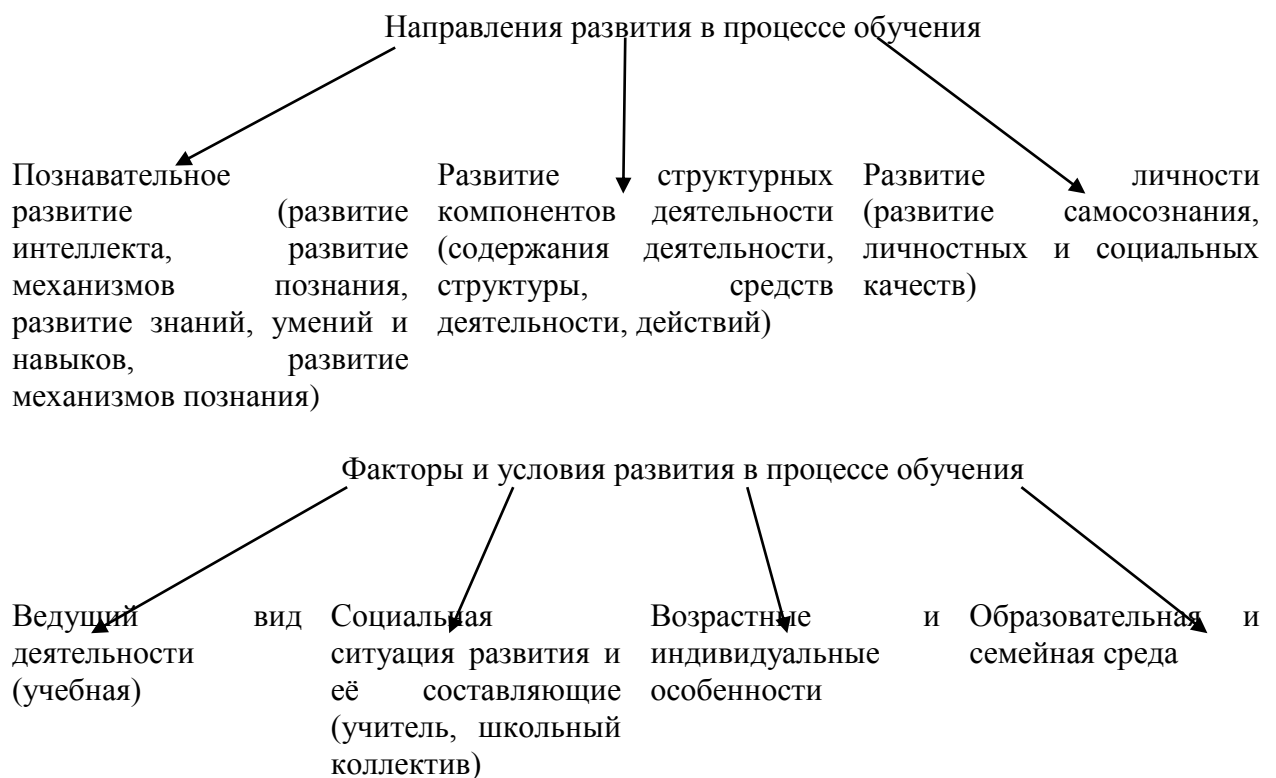 Направления развития в процессе обучения
Познавательное
развитие (развитие
интеллекта, развитие
механизмов познания,
развитие знаний, умений и
навыков, развитие
механизмов познания)
Развитие структурных
компонентов деятельности
(содержания деятельности,
структуры, средств
деятельности, действий)
Развитие личности
(развитие самосознания,
личностных и социальных
качеств)
Факторы и условия развития в процессе обучения
Ведущий вид
деятельности
(учебная)
Социальная
ситуация развития и
её составляющие
(учитель, школьный
коллектив)
Возрастные и
индивидуальные
особенности
Образовательная и
семейная среда